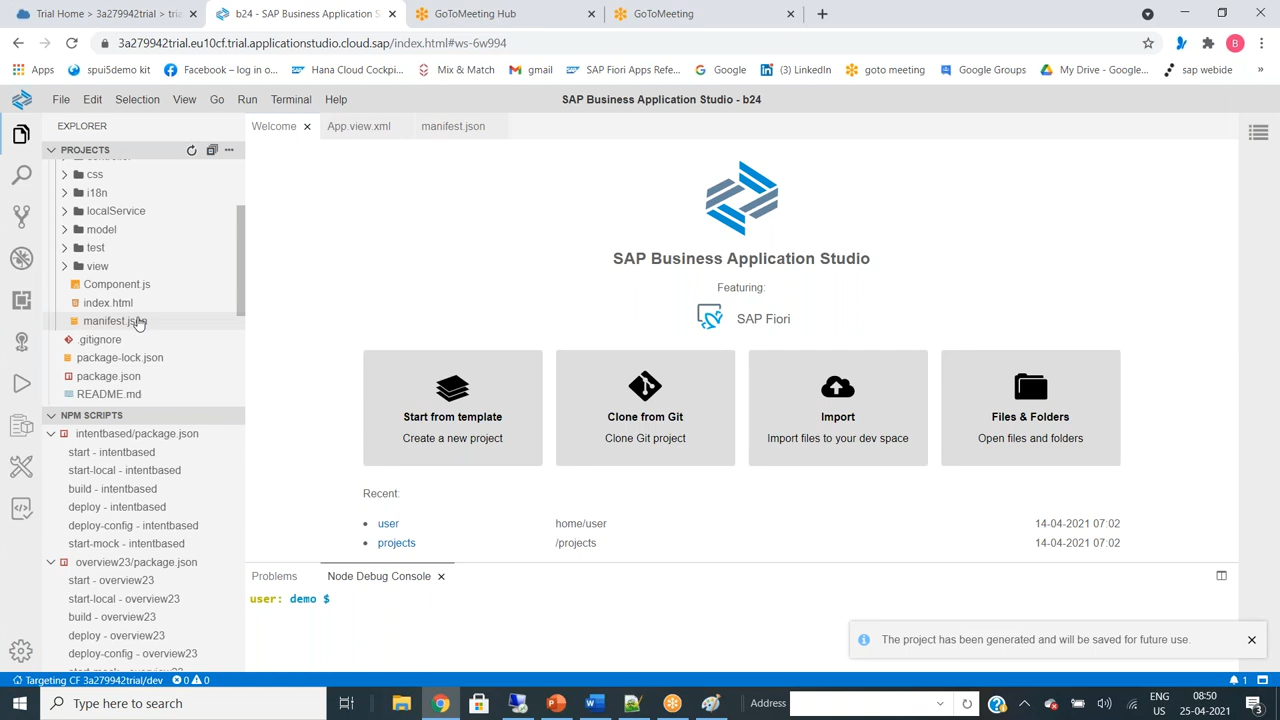 Trial Home > 3a279942trial > tria
b24 - SAP Business Application S
GoToMeeting Hub
GoToMeeting
3a279942trial.eu10cf.trial.applicationstudio.cloud.sap/index.html#ws-6w994
B
Apps
spui5demo kit
Facebook – log in o...
Hana Cloud Cockpi...
Mix & Match
gmail
SAP Fiori Apps Refe...
Google
(3) LinkedIn
goto meeting
Google Groups
My Drive - Google...
sap webide
»
File Edit Selection View Go Run Terminal Help
SAP Business Application Studio - b24
EXPLORER
Welcome
App.view.xml
manifest.json
PROJECTS
css
i18n
localService
model
test
view
Component.js
index.html
manifest.json
.gitignore
package-lock.json
package.json
README.md
NPM SCRIPTS
intentbased/package.json
start - intentbased
start-local - intentbased
build - intentbased
deploy - intentbased
deploy-config - intentbased
start-mock - intentbased
overview23/package.json
start - overview23
start-local - overview23
build - overview23
deploy - overview23
deploy-config - overview23
SAP Business Application Studio
Featuring:
SAP Fiori
Start from template
Create a new project
Clone from Git
Clone Git project
Import
Import files to your dev space
Files & Folders
Open files and folders
Recent:
user
home/user
14-04-2021 07:02
projects
/projects
14-04-2021 07:02
Problems
Node Debug Console
user: demo $
The project has been generated and will be saved for future use.
Targeting CF 3a279942trial/dev
0
0
1
Type here to search
Address
ENG
US
08:50
25-04-2021
3